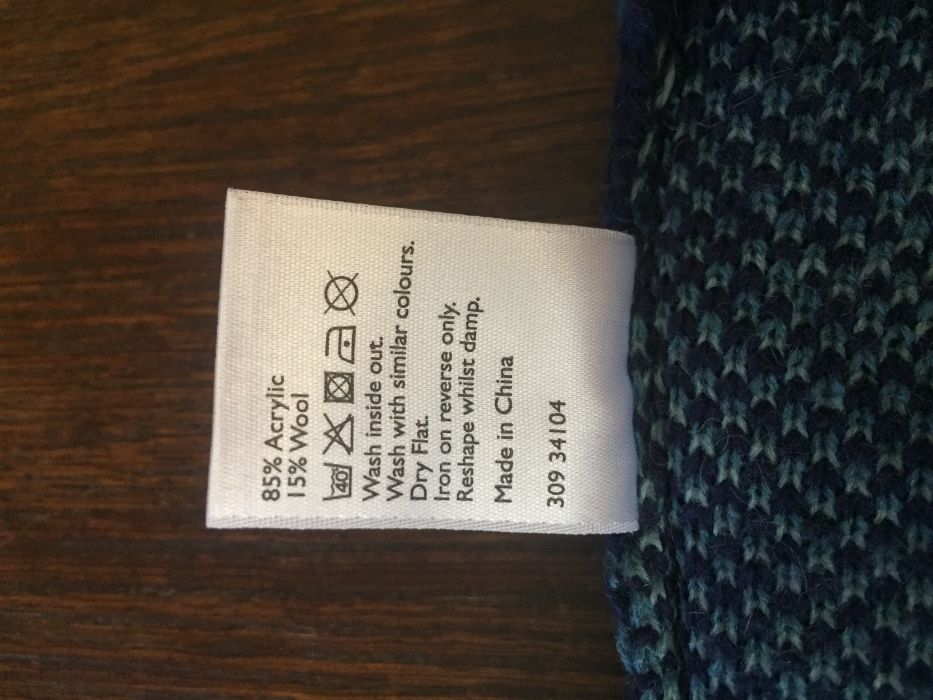 85% Acrylic
15% Wool
40
Wash inside out.
Wash with similar colours.
Dry Flat.
Iron on reverse only.
Reshape whilst damp.
Made in China
309 34104